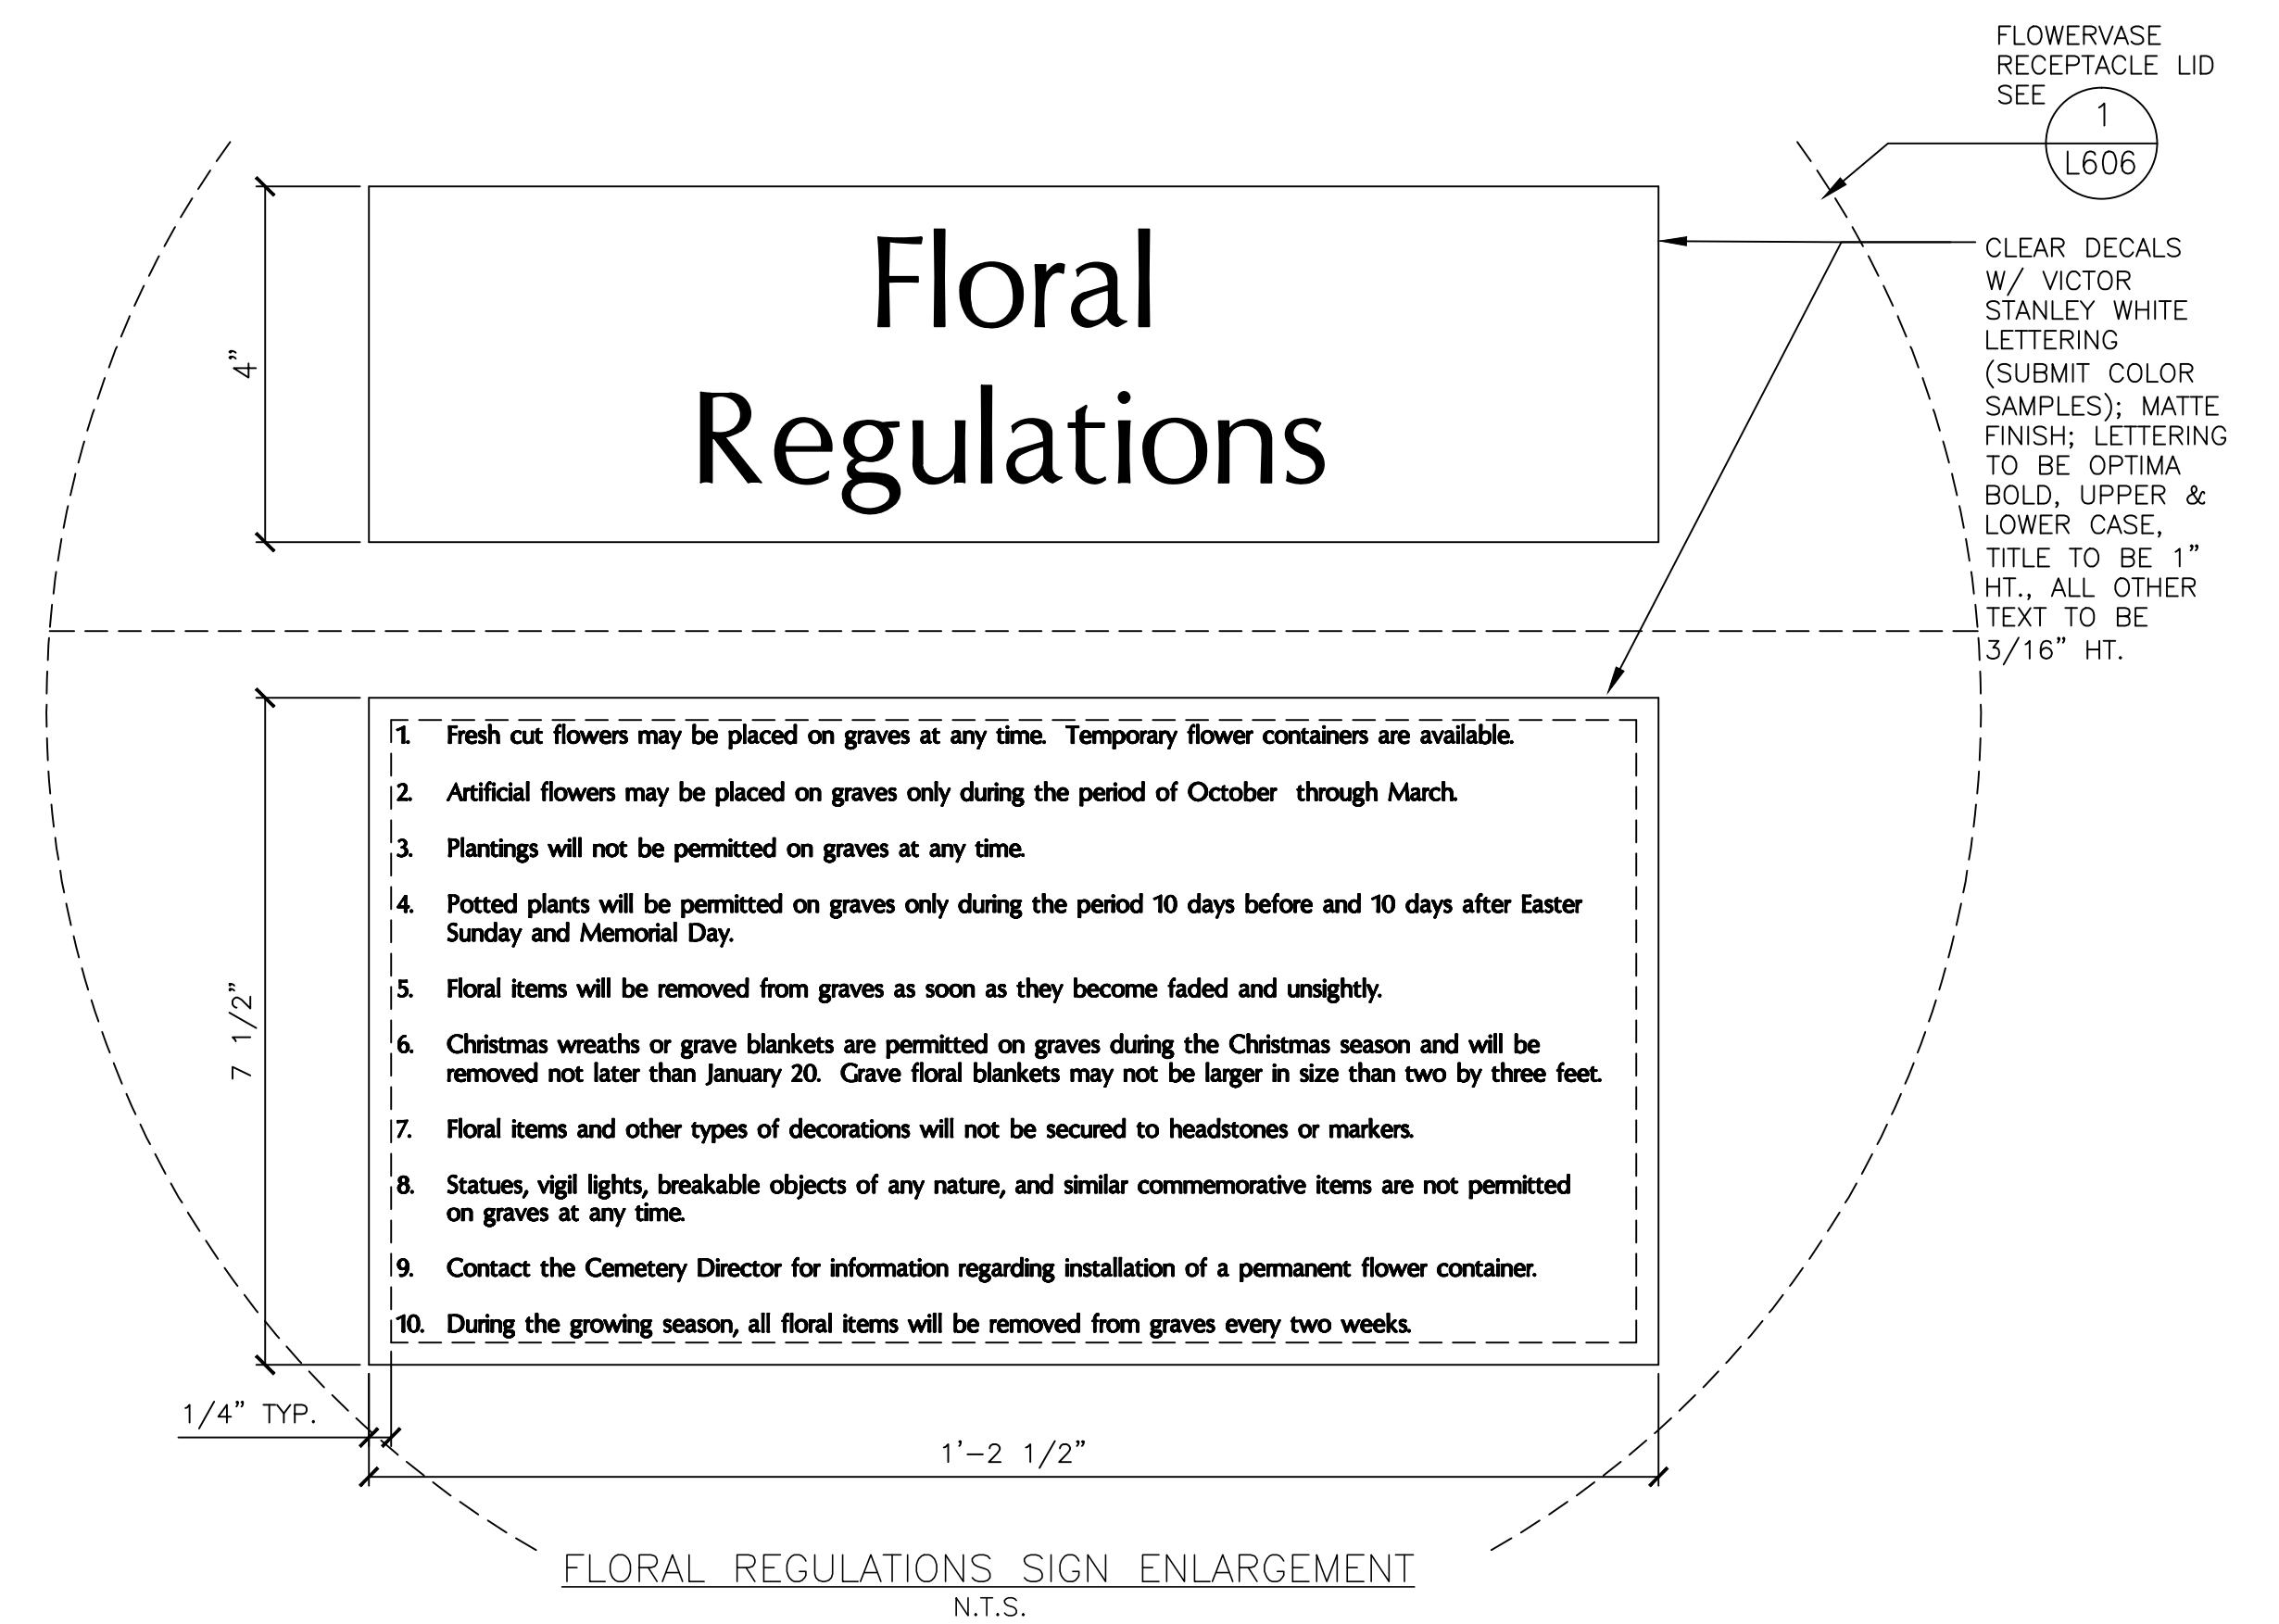 FLOWERVASE
RECEPTACLE LID
SEE
1
L606
Floral
Regulations
4”
CLEAR DECALS
W/ VICTOR
STANLEY WHITE
LETTERING
(SUBMIT COLOR
SAMPLES); MATTE
FINISH; LETTERING
TO BE OPTIMA
BOLD, UPPER &
LOWER CASE,
TITLE TO BE 1”
HT., ALL OTHER
TEXT TO BE
3/16” HT.
1. Fresh cut flowers may be placed on graves at any time. Temporary flower containers are available.
2. Artificial flowers may be placed on graves only during the period of October through March.
3. Plantings will not be permitted on graves at any time.
4. Potted plants will be permitted on graves only during the period 10 days before and 10 days after Easter
Sunday and Memorial Day.
5. Floral items will be removed from graves as soon as they become faded and unsightly.
6. Christmas wreaths or grave blankets are permitted on graves during the Christmas season and will be
removed not later than January 20. Grave floral blankets may not be larger in size than two by three feet.
7. Floral items and other types of decorations will not be secured to headstones or markers.
8. Statues, vigil lights, breakable objects of any nature, and similar commemorative items are not permitted
on graves at any time.
9. Contact the Cemetery Director for information regarding installation of a permanent flower container.
10. During the growing season, all floral items will be removed from graves every two weeks.
7 1/2”
1/4” TYP.
1'-2 1/2”
FLORAL REGULATIONS SIGN ENLARGEMENT
N.T.S.